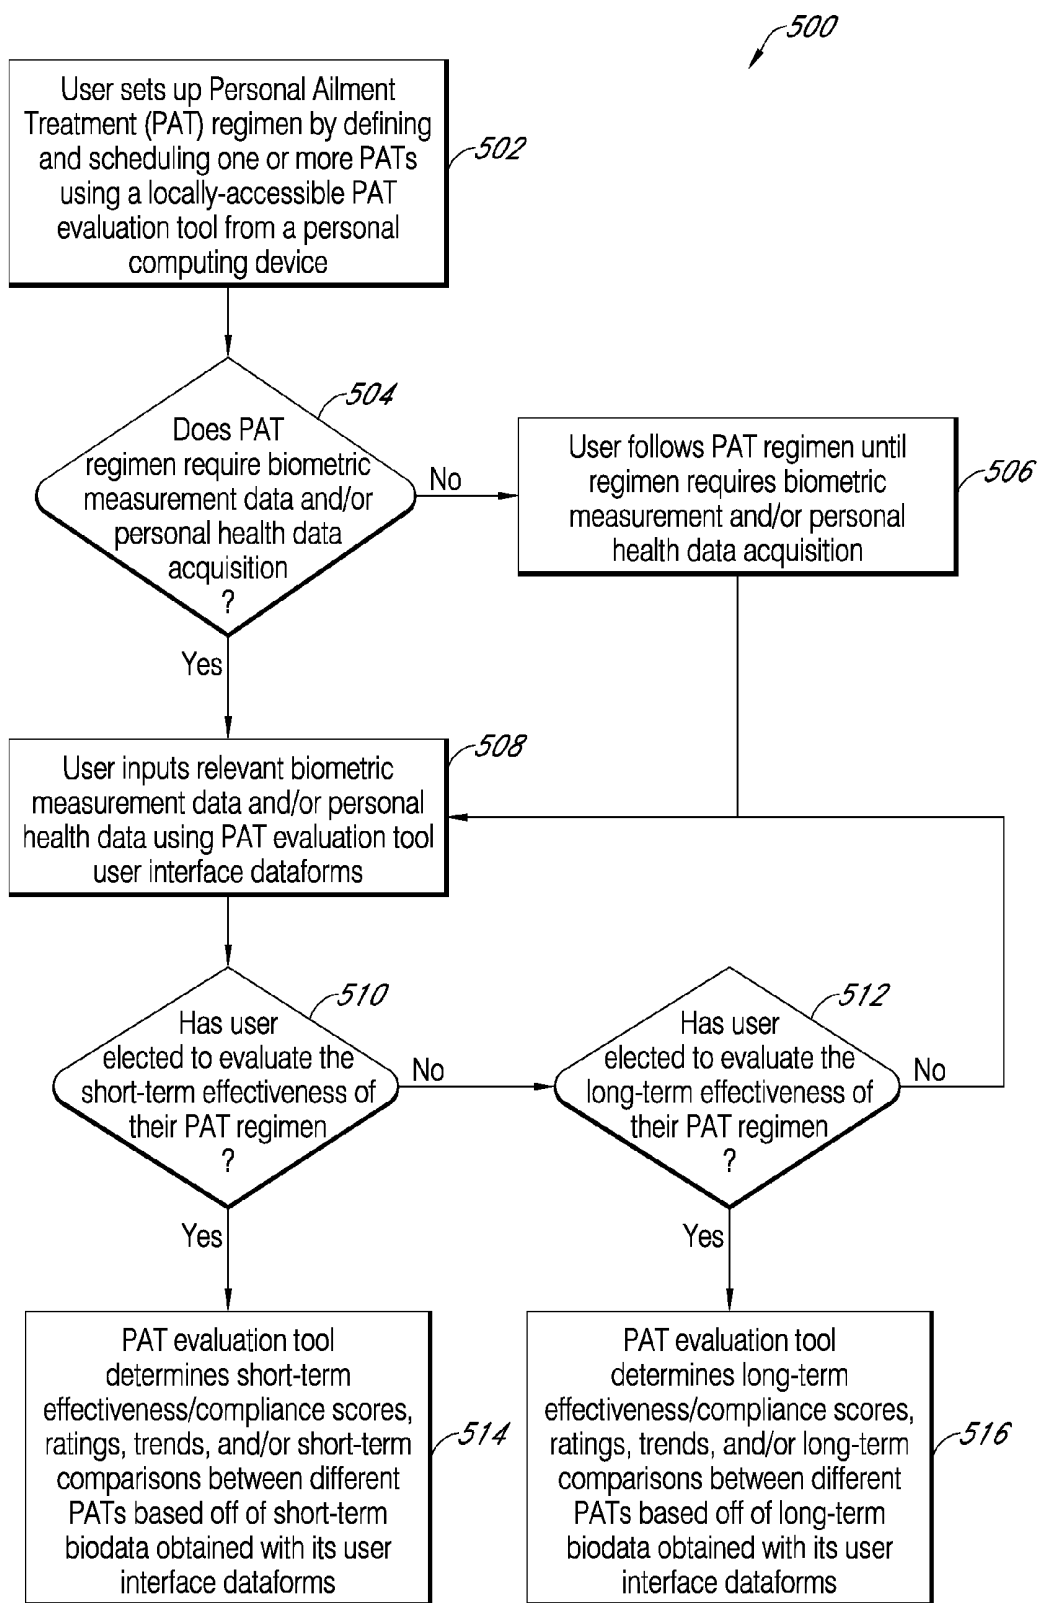 500
User sets up Personal Ailment
Treatment (PAT) regimen by defining
and scheduling one or more PATs
using a locally-accessible PAT
evaluation tool from a personal
computing device
502
504
Does PAT
regimen require biometric
measurement data and/or
personal health data
acquisition
?
No
Yes
User follows PAT regimen until
regimen requires biometric
measurement and/or personal
health data acquisition
506
508
User inputs relevant biometric
measurement data and/or personal
health data using PAT evaluation tool
user interface dataforms
510
Has user
elected to evaluate the
short-term effectiveness of
their PAT regimen
?
No
Yes
512
Has user
elected to evaluate the
long-term effectiveness of
their PAT regimen
?
No
Yes
PAT evaluation tool
determines short-term
effectiveness/compliance scores,
ratings, trends, and/or short-term
comparisons between different
PATs based off of short-term
biodata obtained with its user
interface dataforms
514
PAT evaluation tool
determines long-term
effectiveness/compliance scores,
ratings, trends, and/or long-term
comparisons between different
PATs based off of long-term
biodata obtained with its user
interface dataforms
516